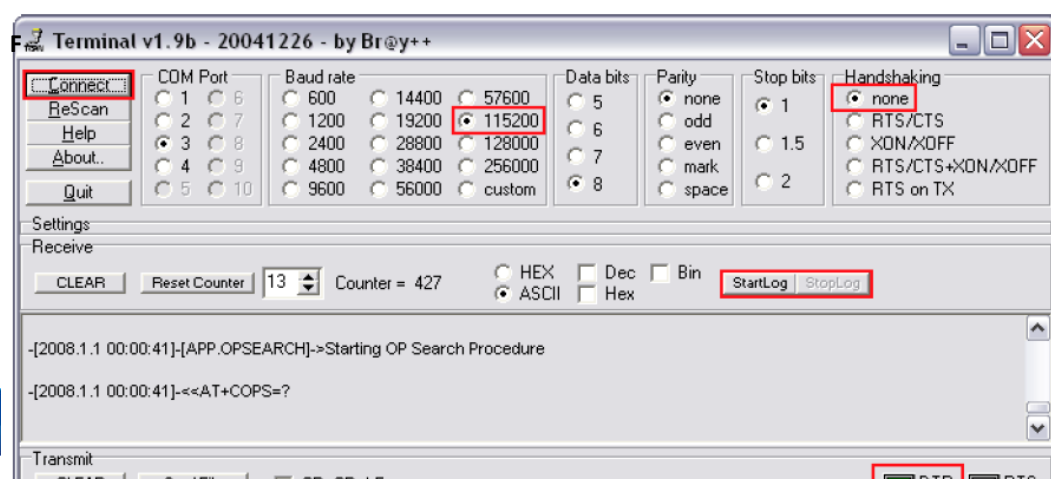 Terminal v1.9b - 20041226 - by Br@y++
Connect
ReScan
Help
About..
Quit
COM Port
1 6
2 7
3 8
4 9
5 10
Baud rate
600 14400 57600
1200 19200 115200
2400 28800 128000
4800 38400 256000
9600 56000 custom
Data bits
5
6
7
8
Parity
none
odd
even
mark
space
Stop bits
1
1.5
2
Handshaking
none
RTS/CTS
XON/XOFF
RTS/CTS+XON/XOFF
RTS on TX
Settings
Receive
CLEAR Reset Counter 13 Counter = 427 HEX Dec Bin StartLog StopLog
ASCII Hex
-[2008.1.1 00:00:41]-[APP.OPSEARCH]->Starting OP Search Procedure
-[2008.1.1 00:00:41]-<<AT+COPS=?
Transmit